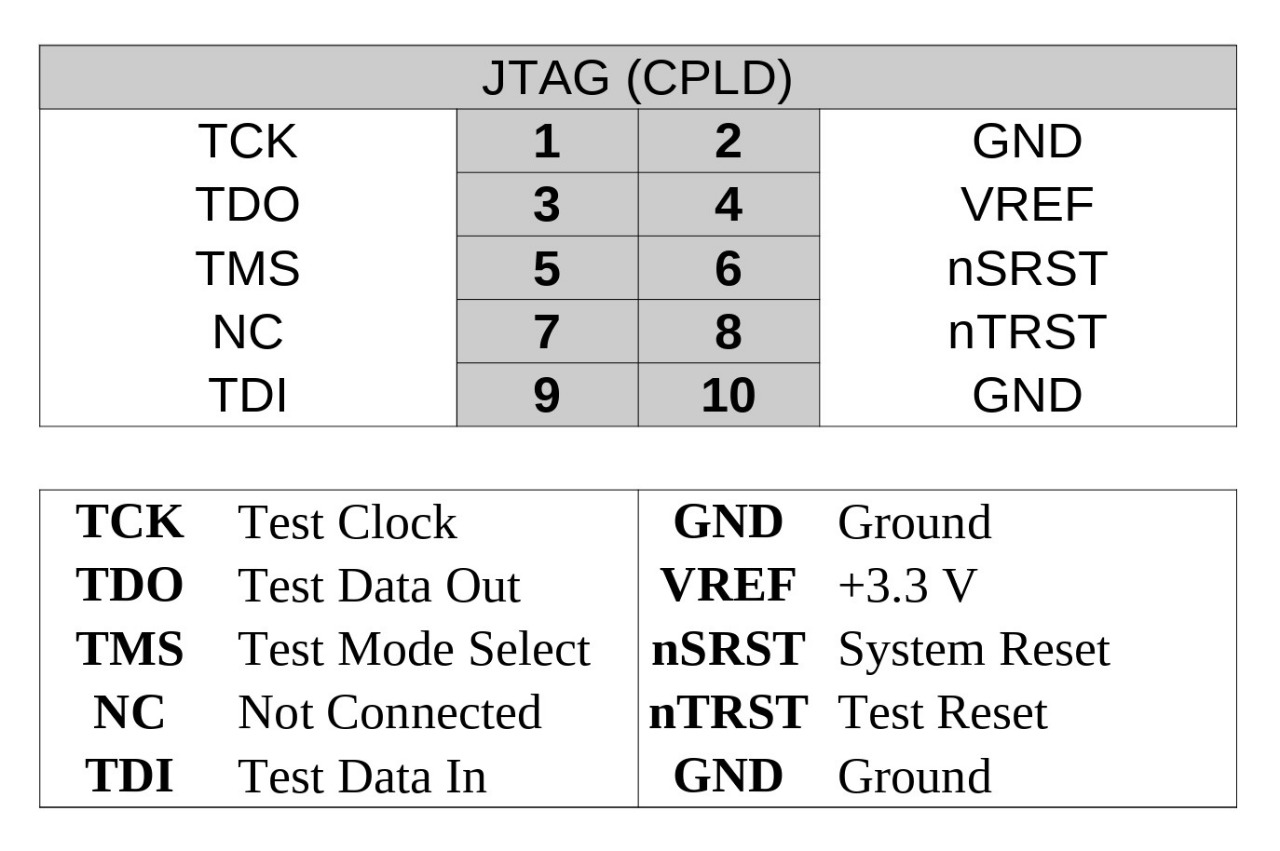 JTAG (CPLD)
TCK 1 2 GND
TDO 3 4 VREF
TMS 5 6 nSRST
NC 7 8 nTRST
TDI 9 10 GND
TCK Test Clock GND Ground
TDO Test Data Out VREF +3.3 V
TMS Test Mode Select nSRST System Reset
NC Not Connected nTRST Test Reset
TDI Test Data In GND Ground